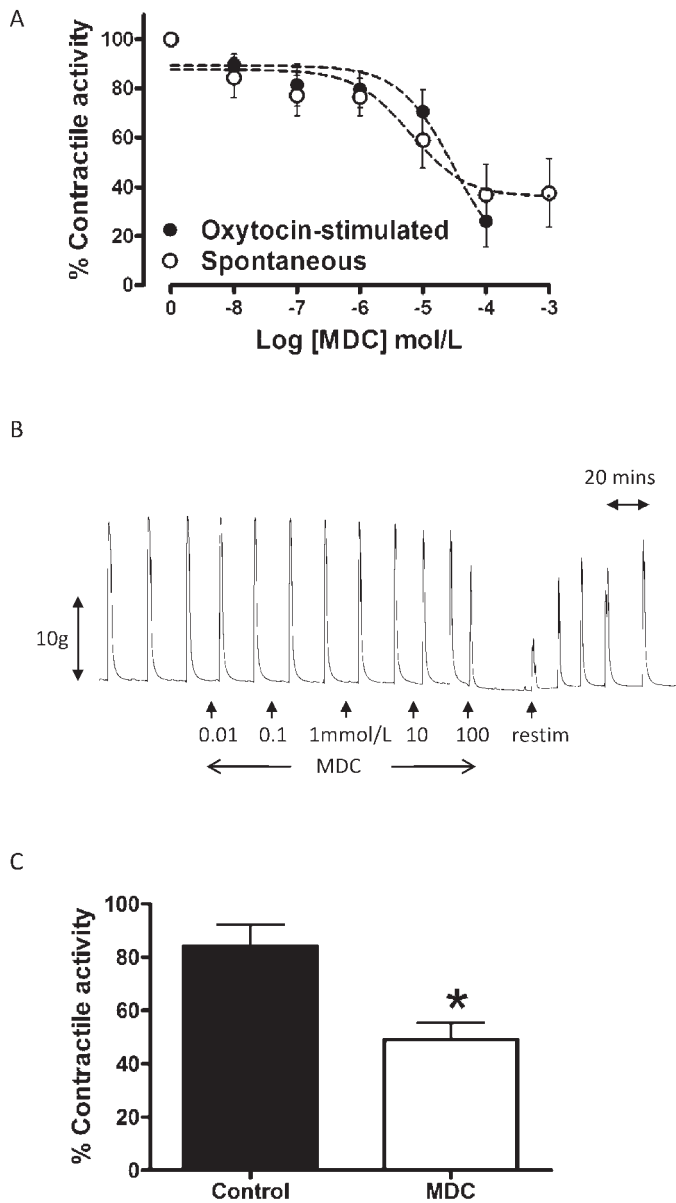 A
% Contractile activity
100
80
60
40
20
0
Oxytocin-stimulated
Spontaneous
0 -8 -7 -6 -5 -4 -3
Log [MDC] mol/L
B
20 mins
10g
0.01 0.1 1mmol/L 10 100 restim
MDC
C
% Contractile activity
100
80
60
40
20
0
*
Control MDC